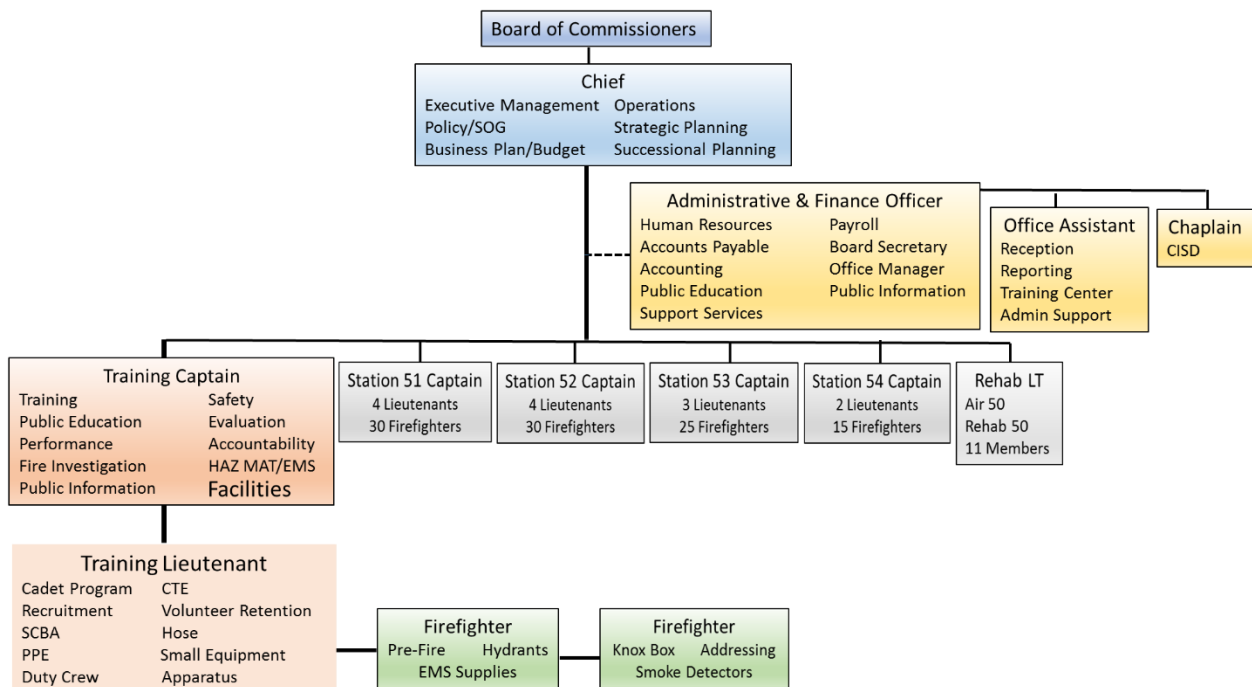 Board of Commissioners
Chief
Executive Management Operations
Policy/SOG Strategic Planning
Business Plan/Budget Successional Planning
Administrative & Finance Officer
Human Resources Payroll
Accounts Payable Board Secretary
Accounting Office Manager
Public Education Public Information
Support Services
Office Assistant
Reception
Reporting
Training Center
Admin Support
Chaplain
CISD
Training Captain
Training Safety
Public Education Evaluation
Performance Accountability
Fire Investigation HAZ MAT/EMS
Public Information Facilities
Station 51 Captain
4 Lieutenants
30 Firefighters
Station 52 Captain
4 Lieutenants
30 Firefighters
Station 53 Captain
3 Lieutenants
25 Firefighters
Station 54 Captain
2 Lieutenants
15 Firefighters
Rehab LT
Air 50
Rehab 50
11 Members
Training Lieutenant
Cadet Program CTE
Recruitment Volunteer Retention
SCBA Hose
PPE Small Equipment
Duty Crew Apparatus
Firefighter
Pre-Fire Hydrants
EMS Supplies
Firefighter
Knox Box Addressing
Smoke Detectors